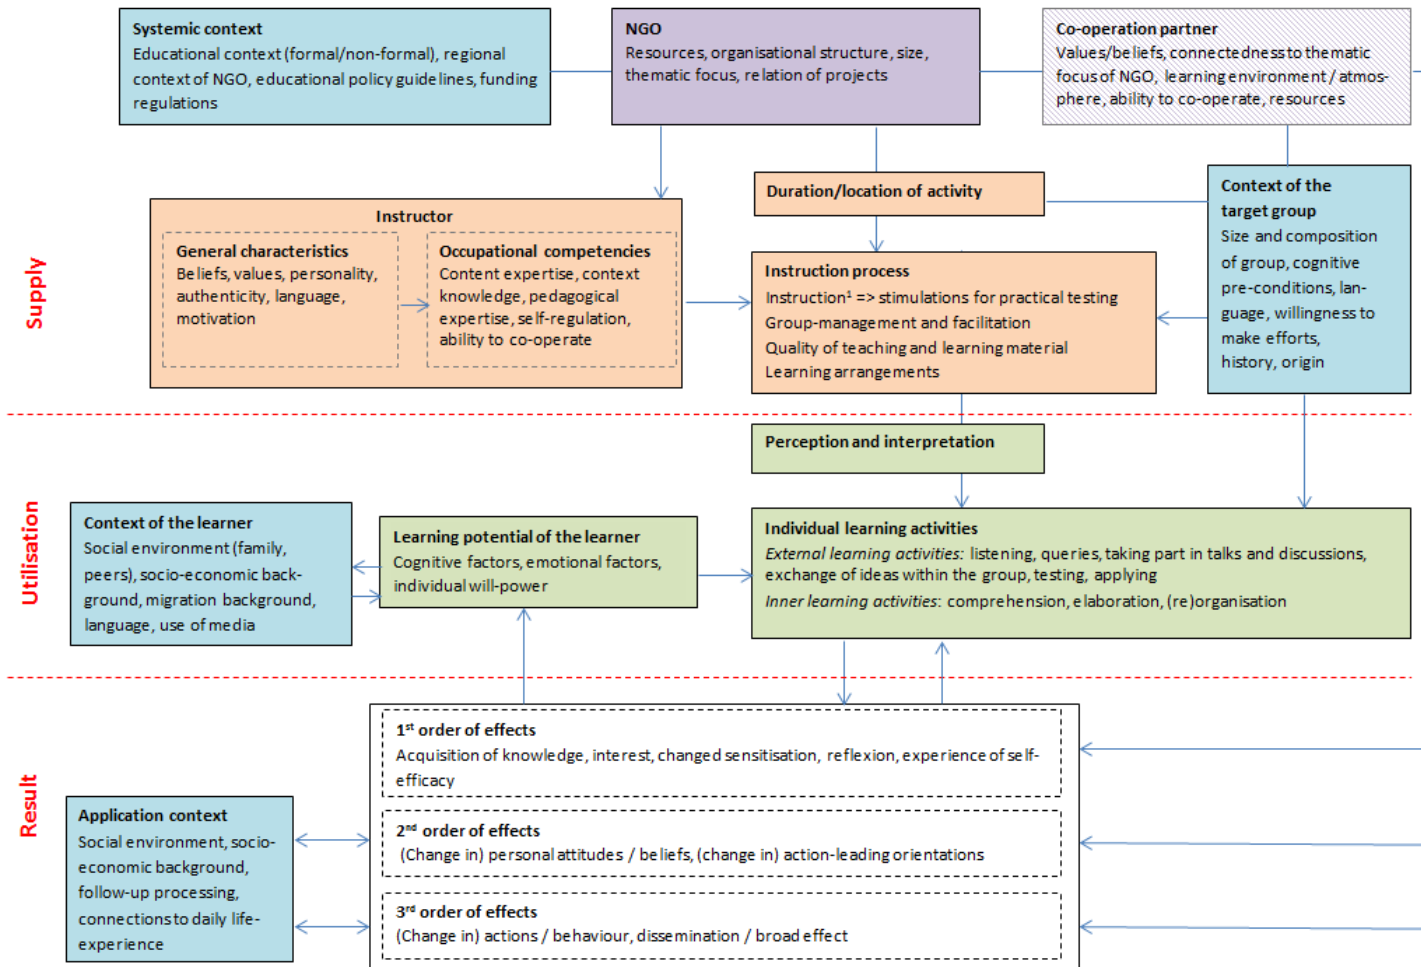 Systemic context
Educational context (formal/non-formal), regional
context of NGO, educational policy guidelines, funding
regulations
NGO
Resources, organisational structure, size,
thematic focus, relation of projects
Co-operation partner
Values/beliefs, connectedness to thematic
focus of NGO, learning environment / atmos-
phere, ability to co-operate, resources
Supply
Instructor
General characteristics
Beliefs, values, personality,
authenticity, language,
motivation
Occupational competencies
Content expertise, context
knowledge, pedagogical
expertise, self-regulation,
ability to co-operate
Duration/location of activity
Instruction process
Instruction¹ => stimulations for practical testing
Group-management and facilitation
Quality of teaching and learning material
Learning arrangements
Context of the
target group
Size and composition
of group, cognitive
pre-conditions, lan-
guage, willingness to
make efforts,
history, origin
Utilisation
Perception and interpretation
Context of the learner
Social environment (family,
peers), socio-economic back-
ground, migration background,
language, use of media
Learning potential of the learner
Cognitive factors, emotional factors,
individual will-power
Individual learning activities
External learning activities: listening, queries, taking part in talks and discussions,
exchange of ideas within the group, testing, applying
Inner learning activities: comprehension, elaboration, (re)organisation
Result
1st order of effects
Acquisition of knowledge, interest, changed sensitisation, reflexion, experience of self-
efficacy
Application context
Social environment, socio-
economic background,
follow-up processing,
connections to daily life-
experience
2nd order of effects
(Change in) personal attitudes / beliefs, (change in) action-leading orientations
3rd order of effects
(Change in) actions / behaviour, dissemination / broad effect